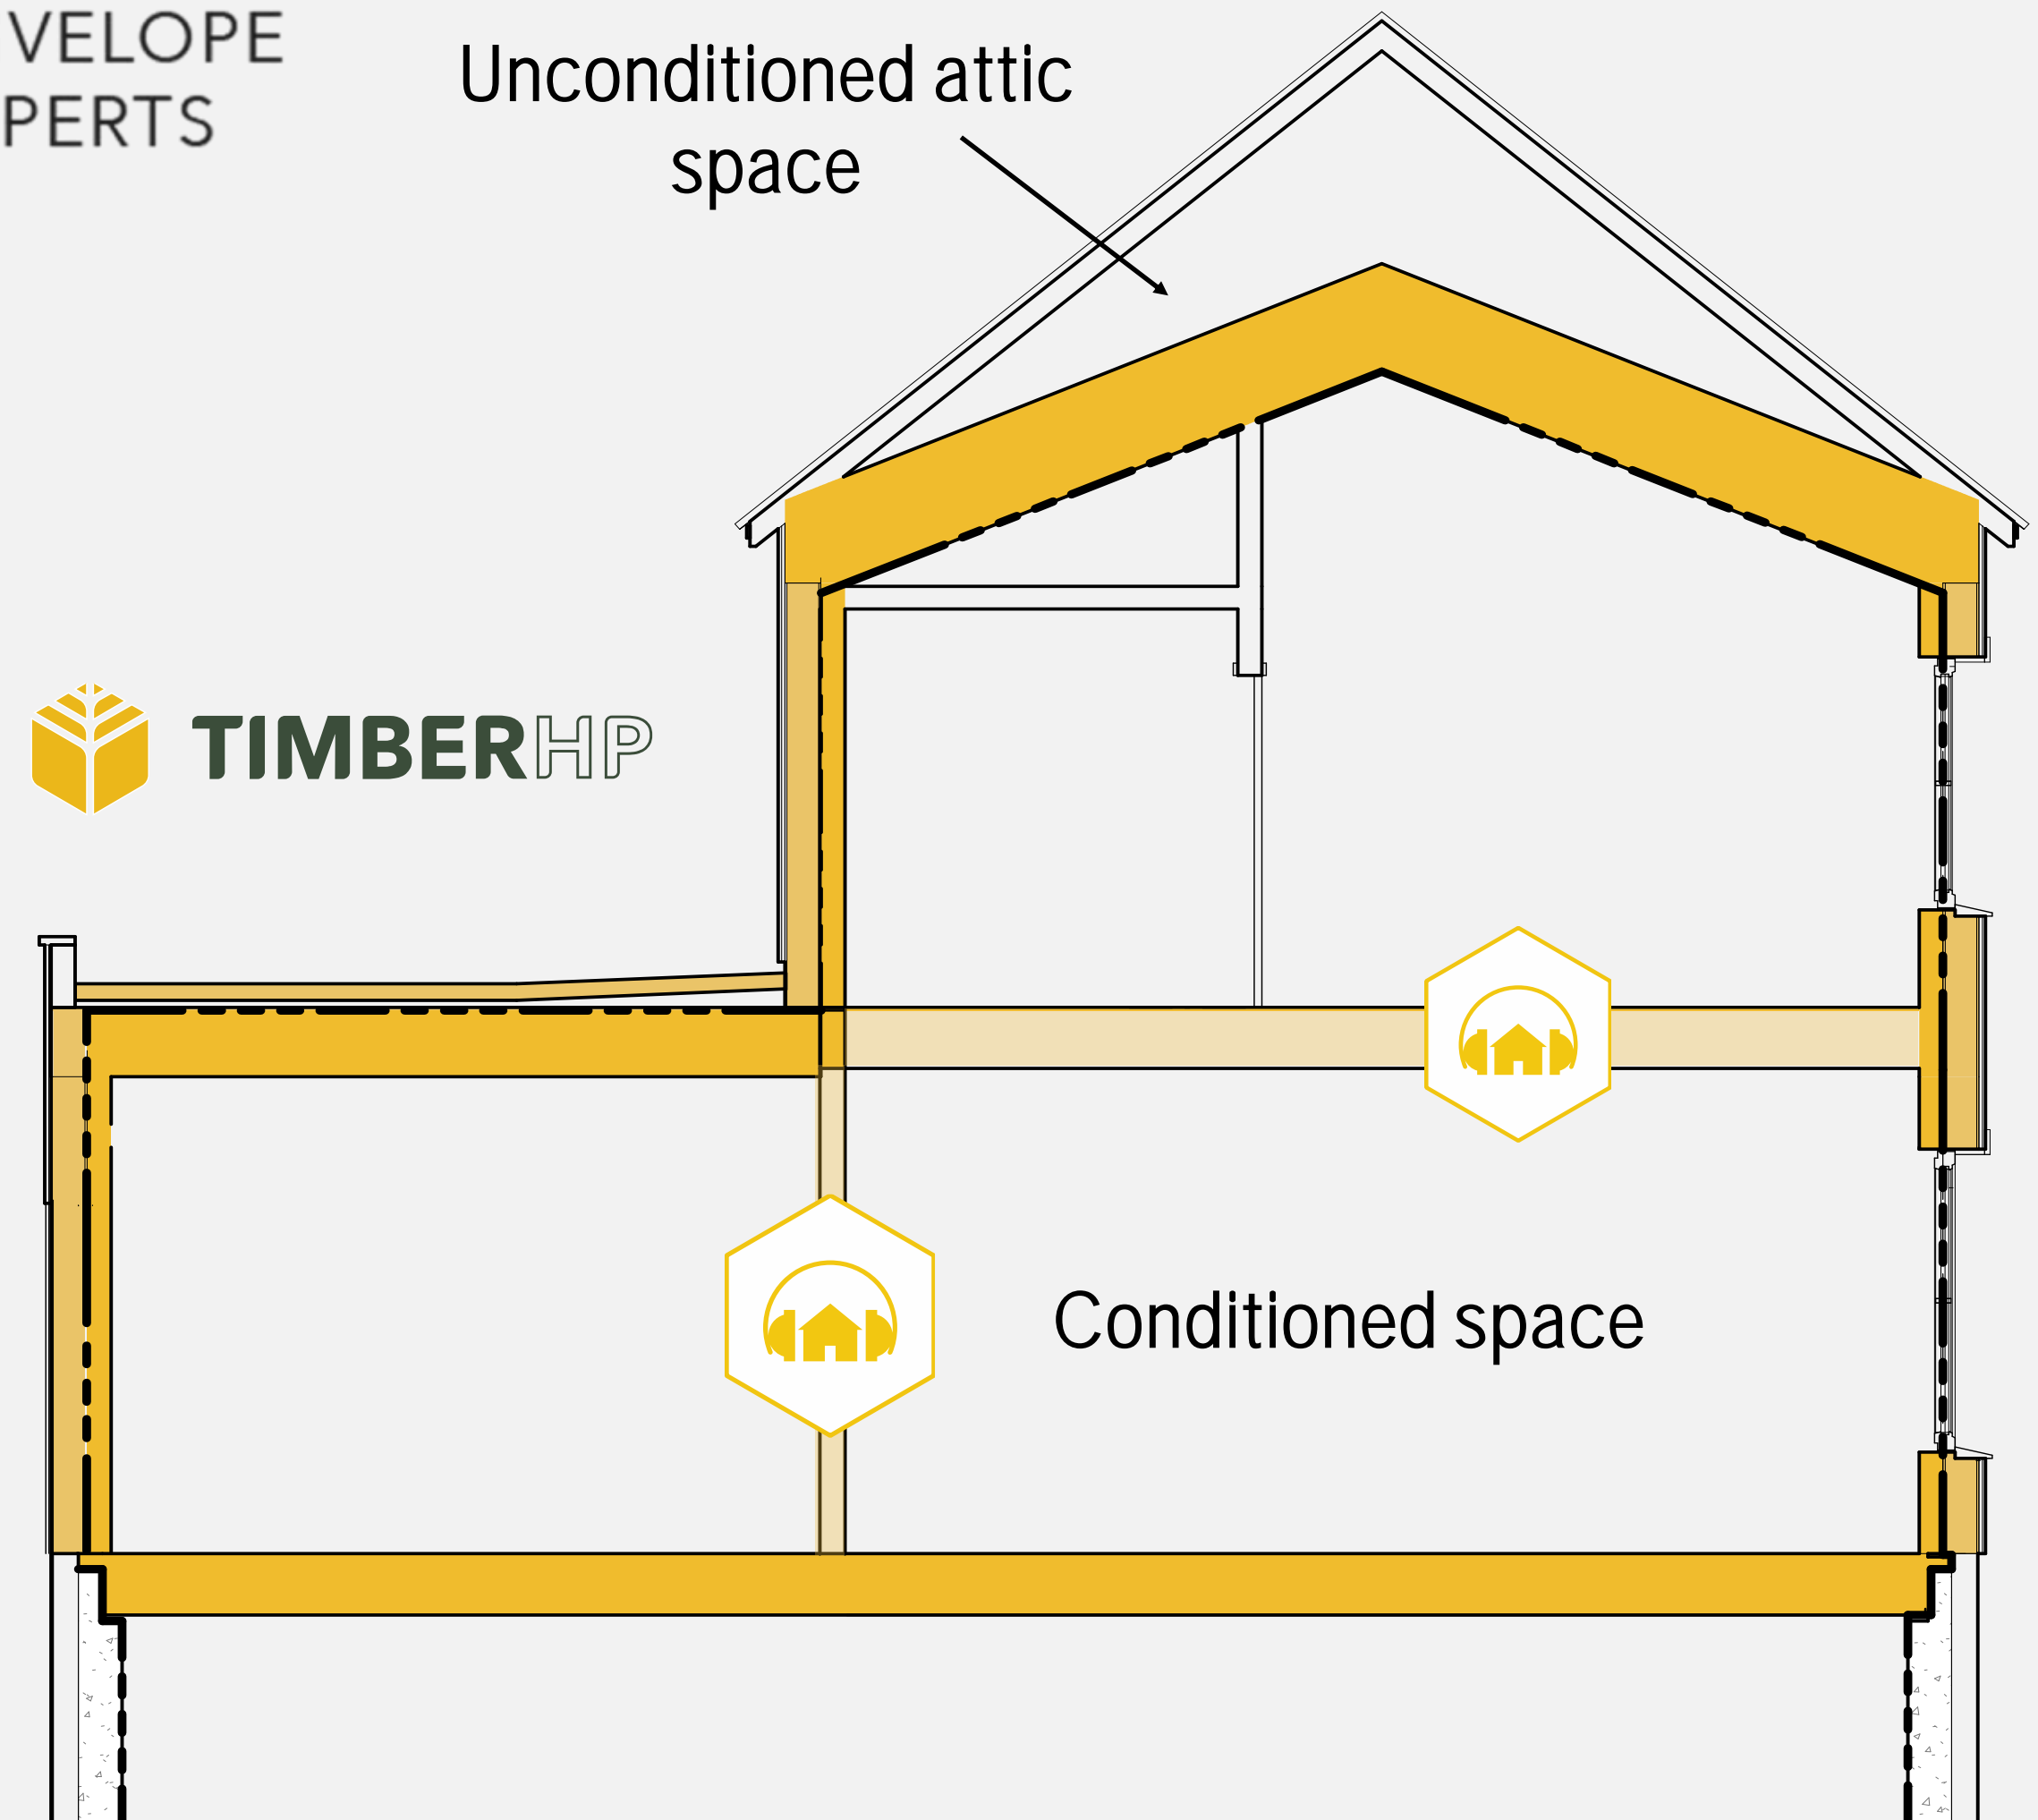 VELOPE
PERTS
Unconditioned attic
space
TIMBERHP
Conditioned space